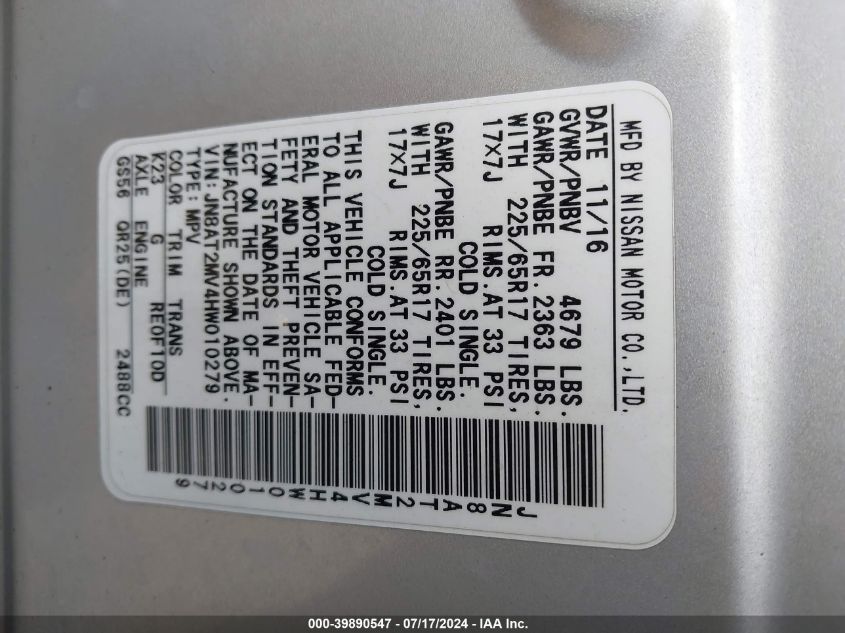 MFD BY NISSAN MOTOR CO.,LTD.
DATE 11/16
GVWR/PNBV 4679 LBS.
GAWR/PNBE FR. 2363 LBS.
WITH 225/65R17 TIRES,
17X7J RIMS.AT 33 PSI
COLD SINGLE.
GAWR/PNBE RR 2401 LBS.
WITH 225/65R17 TIRES,
17X7J RIMS.AT 33 PSI
COLD SINGLE.
THIS VEHICLE CONFORMS
TO ALL APPLICABLE FED-
ERAL MOTOR VEHICLE SA-
FETY AND THEFT PREVEN-
TION STANDARDS IN EFF-
ECT ON THE DATE OF MA-
NUFACTURE SHOWN ABOVE.
VIN:JN8AT2MV4HW010279
TYPE:MPV
COLOR TRIM TRANS
K23 G RE0F10D
AXLE ENGINE
GS56 QR25(DE) 2488CC
JN8AT2MV4HW010279
000-39890547 - 07/17/2024 - IAA Inc.